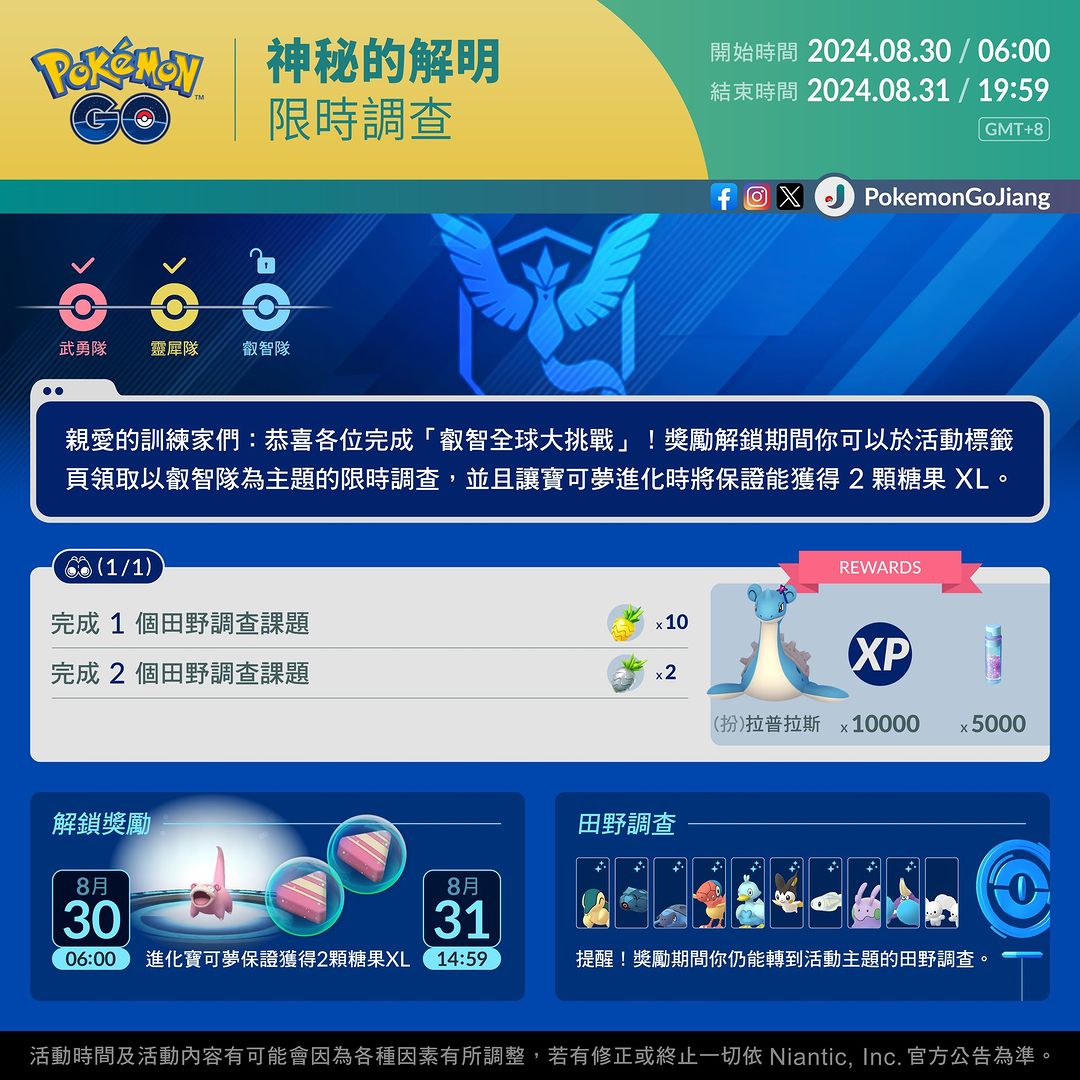 Pokémon GO
TM
神秘的解明
限時調查
開始時間 2024.08.30 / 06:00
結束時間 2024.08.31 / 19:59
GMT+8
PokemonGoJiang
武勇隊
靈犀隊
叡智隊
親愛的訓練家們：恭喜各位完成「叡智全球大挑戰」！獎勵解鎖期間你可以於活動標籤
頁領取以叡智隊為主題的限時調查，並且讓寶可夢進化時將保證能獲得 2 顆糖果 XL。
(1/1)
完成 1 個田野調查課題
x 10
完成 2 個田野調查課題
x 2
REWARDS
XP
(扮)拉普拉斯
x 10000
x 5000
解鎖獎勵
8月
30
06:00
進化寶可夢保證獲得2顆糖果XL
8月
31
14:59
田野調查
提醒！獎勵期間你仍能轉到活動主題的田野調查。
活動時間及活動內容有可能會因為各種因素有所調整，若有修正或終止一切依 Niantic, Inc. 官方公告為準。